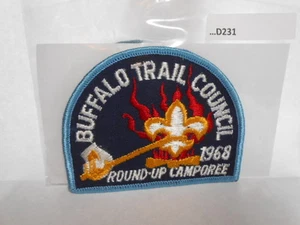 ...D231
BUFFALO TRAIL COUNCIL
1968
ROUND-UP CAMPOREE